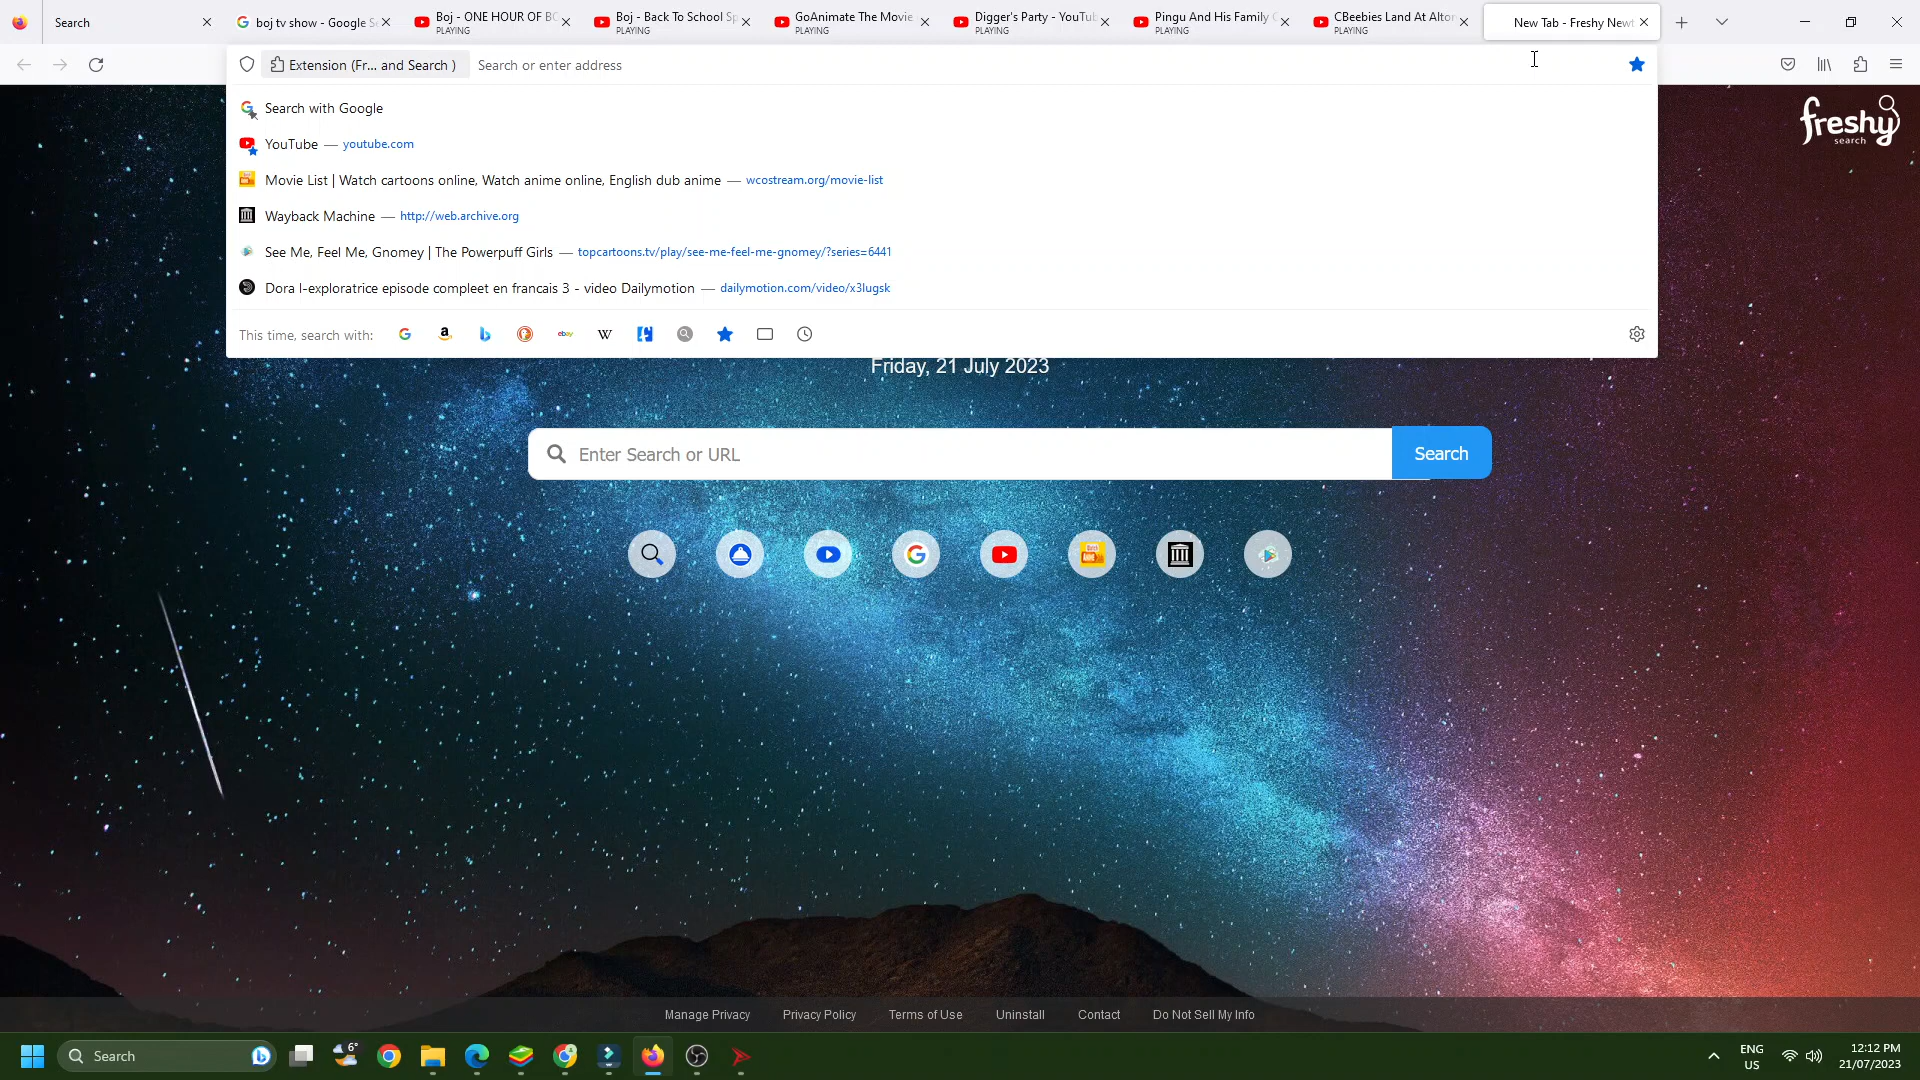 Search
boj tv show - Google Se
Boj - ONE HOUR OF BO
PLAYING
Boj - Back To School Sp
PLAYING
GoAnimate The Movie
PLAYING
Digger's Party - YouTub
PLAYING
Pingu And His Family C
PLAYING
CBeebies Land At Alton
PLAYING
New Tab - Freshy Newt
Extension (Fr... and Search )
Search or enter address
Search with Google
YouTube — youtube.com
Movie List | Watch cartoons online, Watch anime online, English dub anime — wcostream.org/movie-list
Wayback Machine — http://web.archive.org
See Me, Feel Me, Gnomey | The Powerpuff Girls — topcartoons.tv/play/see-me-feel-me-gnomey/?series=6441
Dora l-exploratrice episode compleet en francais 3 - video Dailymotion — dailymotion.com/video/x3lugsk
This time, search with:
freshy
search
Friday, 21 July 2023
Enter Search or URL
Search
Manage Privacy
Privacy Policy
Terms of Use
Uninstall
Contact
Do Not Sell My Info
Search
6°
ENG
US
12:12 PM
21/07/2023